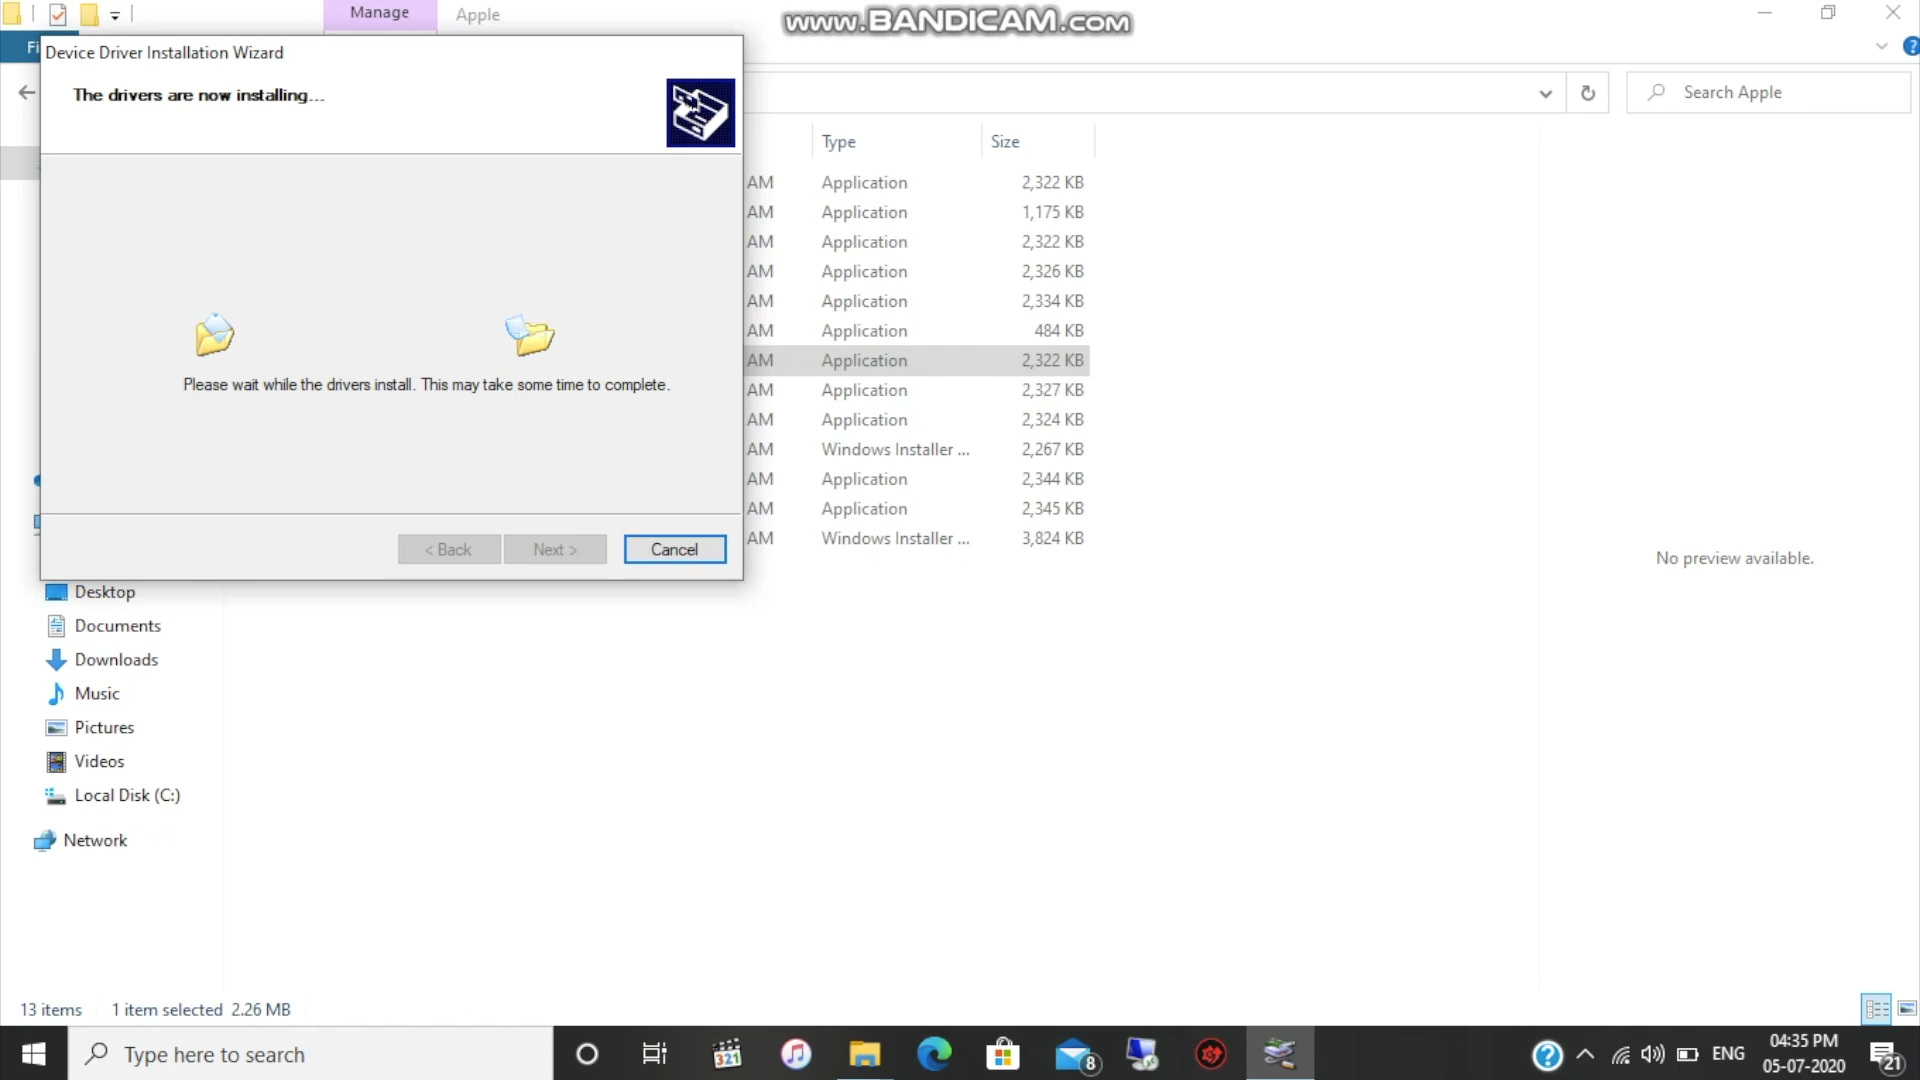 Manage
Apple
www.BANDICAM.com
Fi
Device Driver Installation Wizard
The drivers are now installing...
Search Apple
Type
Size
AM Application 2,322 KB
AM Application 1,175 KB
AM Application 2,322 KB
AM Application 2,326 KB
AM Application 2,334 KB
AM Application 484 KB
AM Application 2,322 KB
AM Application 2,327 KB
AM Application 2,324 KB
AM Windows Installer ... 2,267 KB
AM Application 2,344 KB
AM Application 2,345 KB
AM Windows Installer ... 3,824 KB
Please wait while the drivers install. This may take some time to complete.
< Back
Next >
Cancel
No preview available.
Desktop
Documents
Downloads
Music
Pictures
Videos
Local Disk (C:)
Network
13 items 1 item selected 2.26 MB
Type here to search
321
8
ENG
04:35 PM
05-07-2020
21